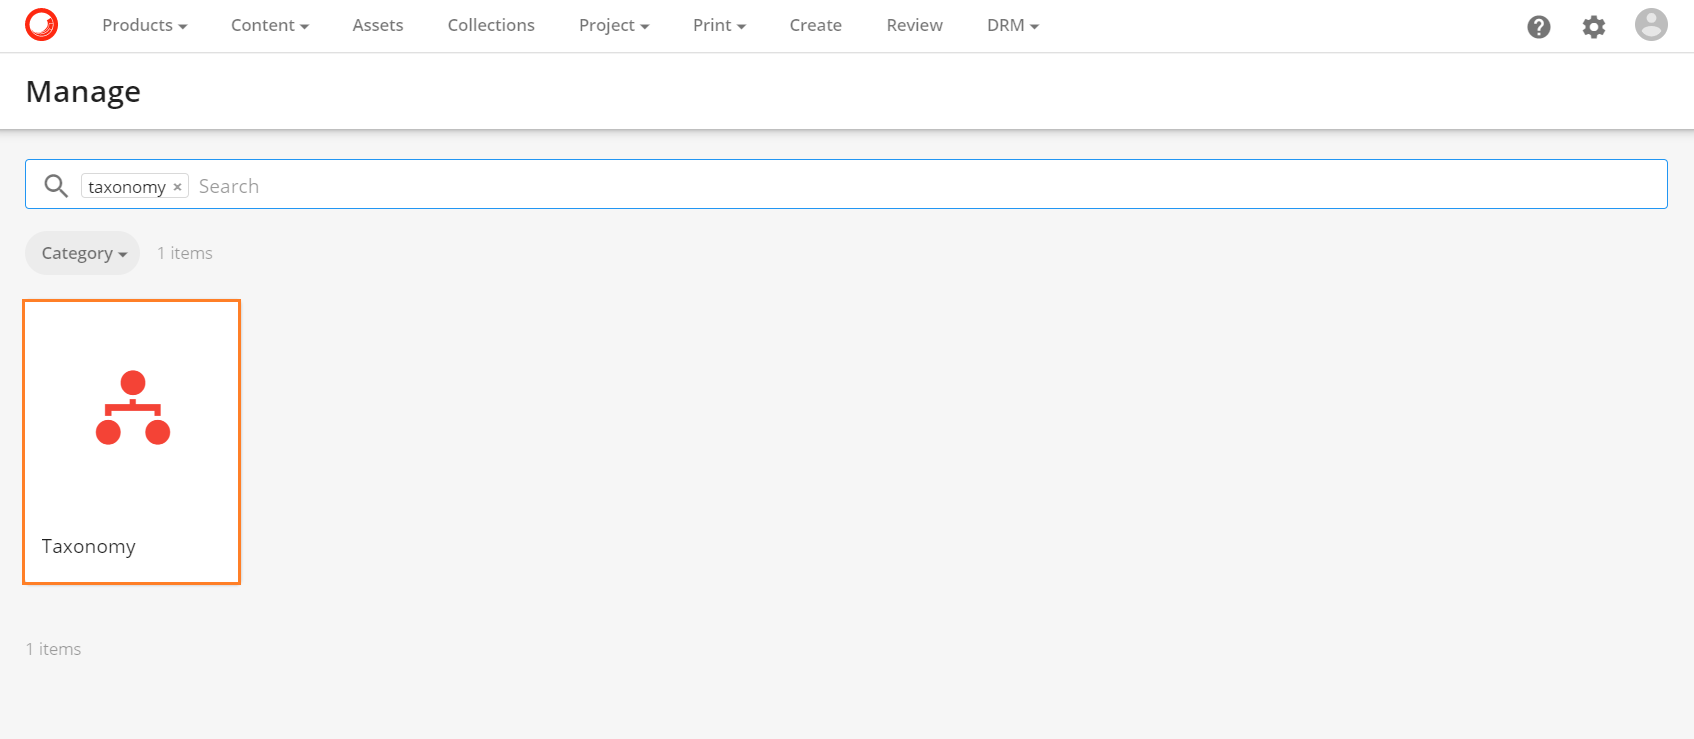 Products Content Assets Collections Project Print Create Review DRM
Manage
taxonomy × Search
Category 1 items
Taxonomy
1 items